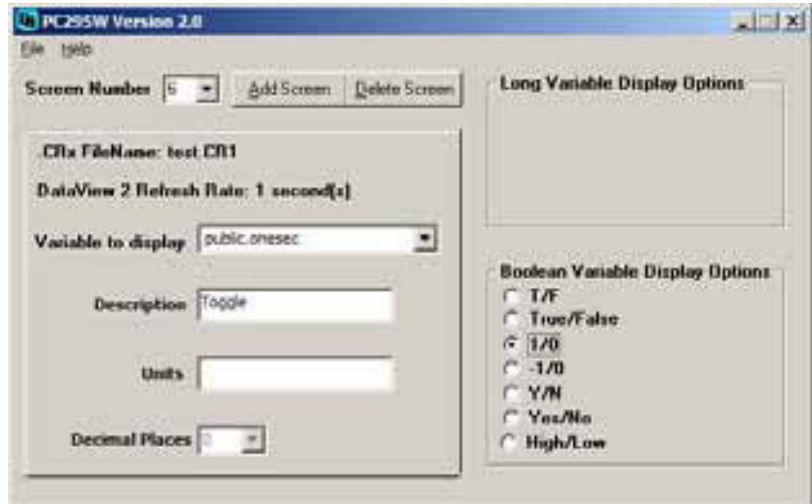 PC295W Version 2.0
File Help
Screen Number 6 Add Screen Delete Screen
.CRx FileName: test.CR1
DataView 2 Refresh Rate: 1 second(s)
Variable to display public.onesec
Description Toggle
Units
Decimal Places
Long Variable Display Options
Boolean Variable Display Options
T/F
True/False
1/0
-1/0
Y/N
Yes/No
High/Low